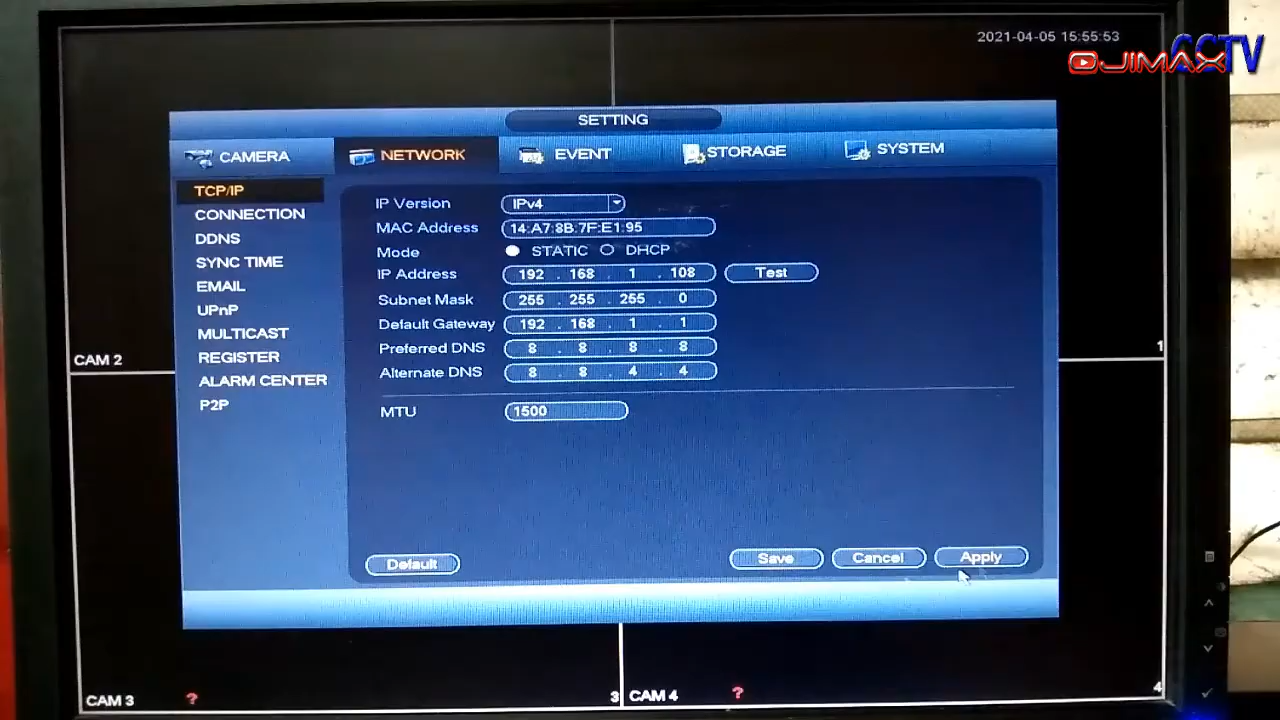 2021-04-05 15:55:53
OJIMAX CCTV
SETTING
CAMERA NETWORK EVENT STORAGE SYSTEM
TCP/IP
CONNECTION
DDNS
SYNC TIME
EMAIL
UPnP
MULTICAST
REGISTER
ALARM CENTER
P2P
IP Version IPv4
MAC Address 14:A7:8B:7F:E1:95
Mode STATIC DHCP
IP Address 192 . 168 . 1 . 108 Test
Subnet Mask 255 . 255 . 255 . 0
Default Gateway 192 . 168 . 1 . 1
Preferred DNS 8 . 8 . 8 . 8
Alternate DNS 8 . 8 . 4 . 4
MTU 1500
Default Save Cancel Apply
CAM 2 1
CAM 3 ? 3
CAM 4 ? 4